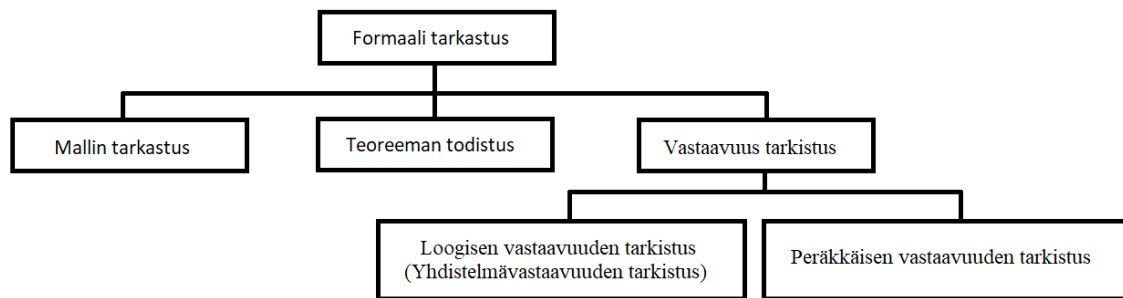 Formaali tarkastus
Mallin tarkastus
Teoreeman todistus
Vastaavuus tarkistus
Loogisen vastaavuuden tarkistus
(Yhdistelmävastaavuuden tarkistus)
Peräkkäisen vastaavuuden tarkistus